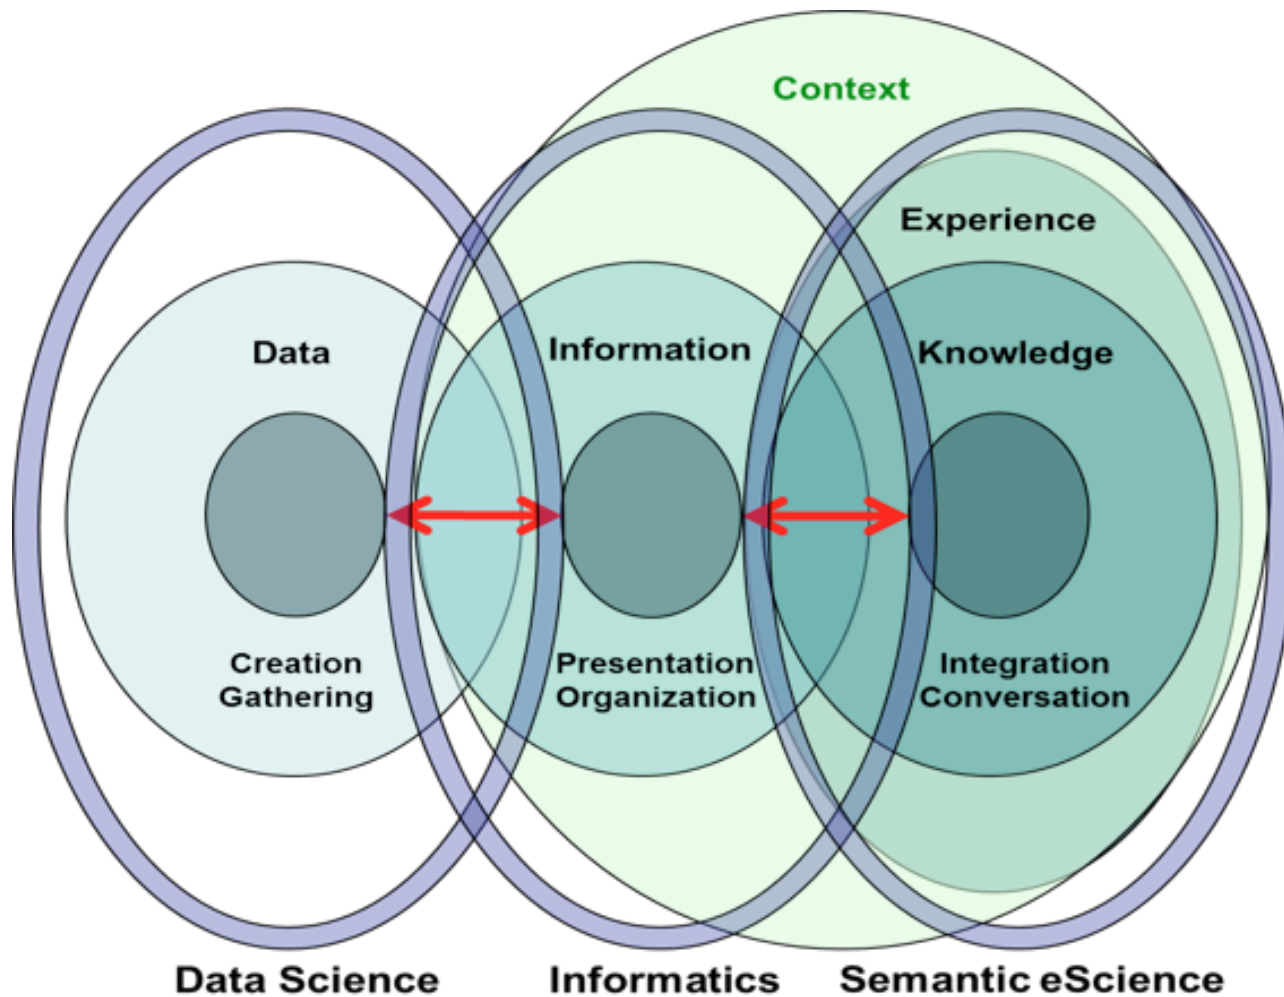 Context
Experience
Data
Information
Knowledge
Creation
Gathering
Presentation
Organization
Integration
Conversation
Data Science
Informatics
Semantic eScience